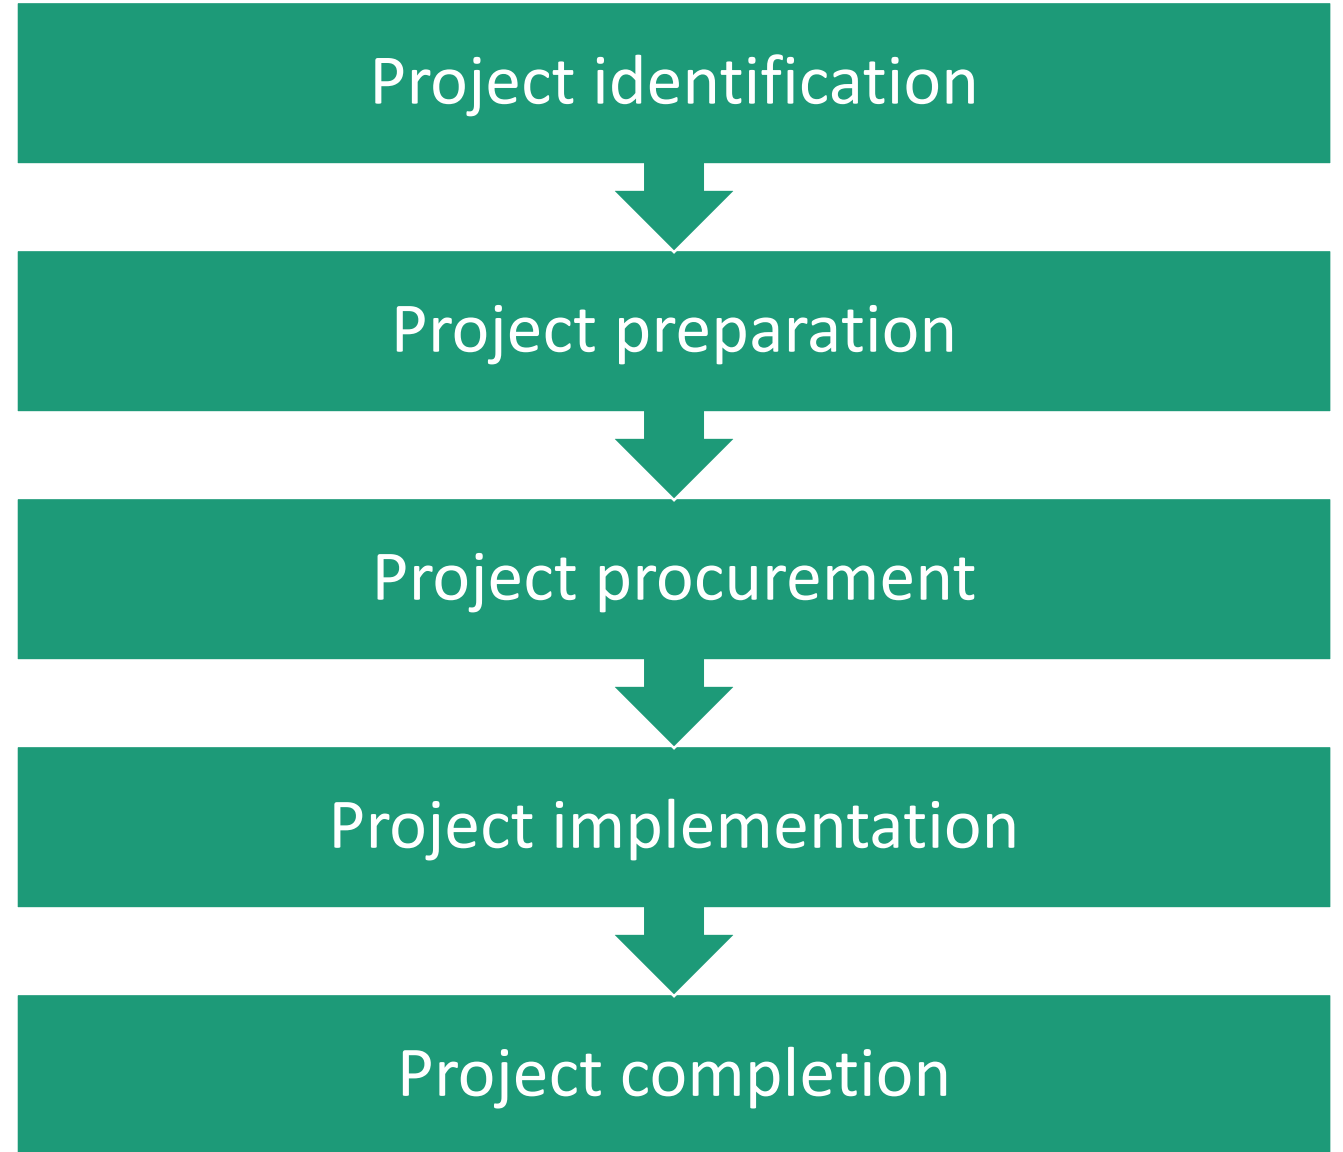 Project identification
Project preparation
Project procurement
Project implementation
Project completion